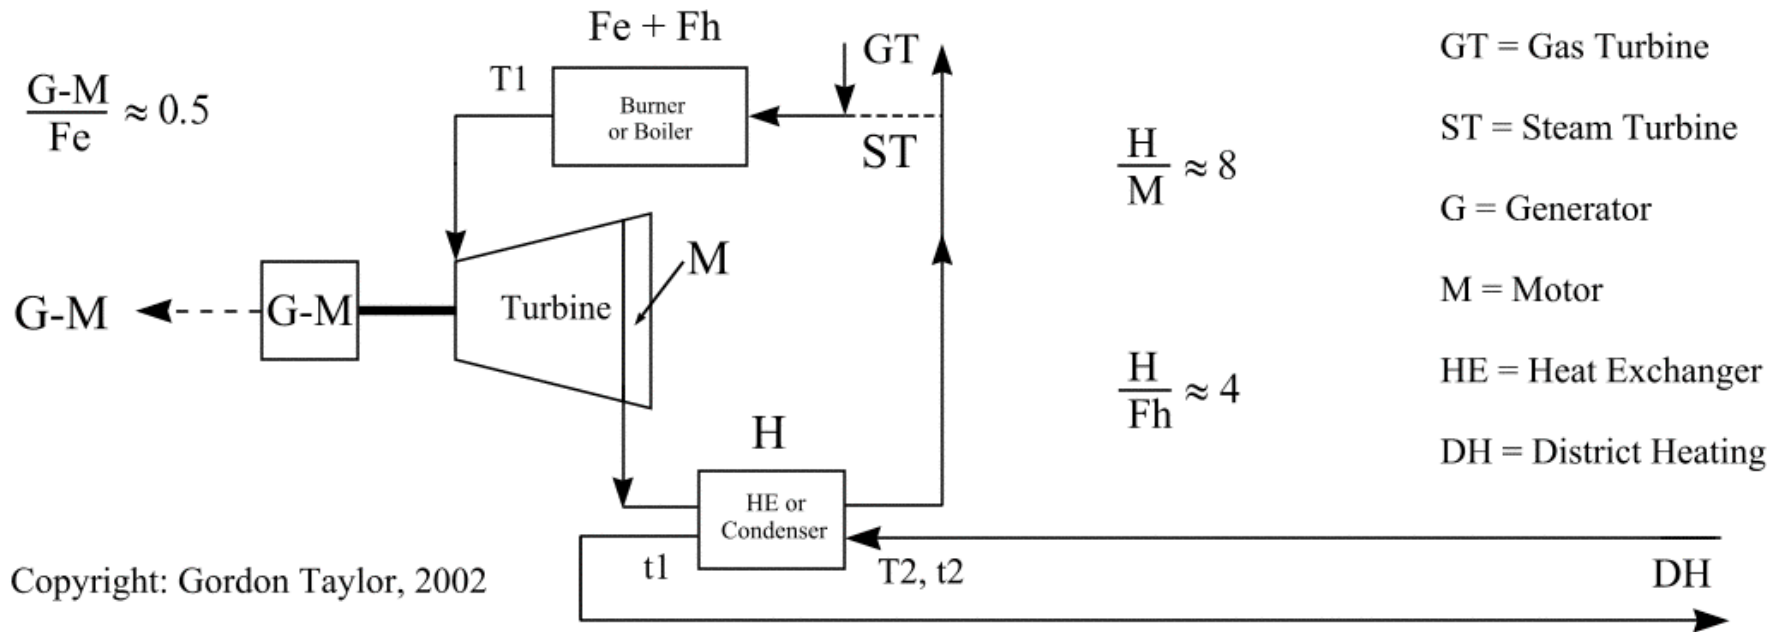 Fe + Fh
GT
GT = Gas Turbine
T1
G-M
Fe
≈ 0.5
Burner
or Boiler
ST
ST = Steam Turbine
H
M
≈ 8
G = Generator
M
G-M
G-M
Turbine
M = Motor
H
Fh
≈ 4
HE = Heat Exchanger
H
DH = District Heating
HE or
Condenser
t1
T2, t2
DH
Copyright: Gordon Taylor, 2002